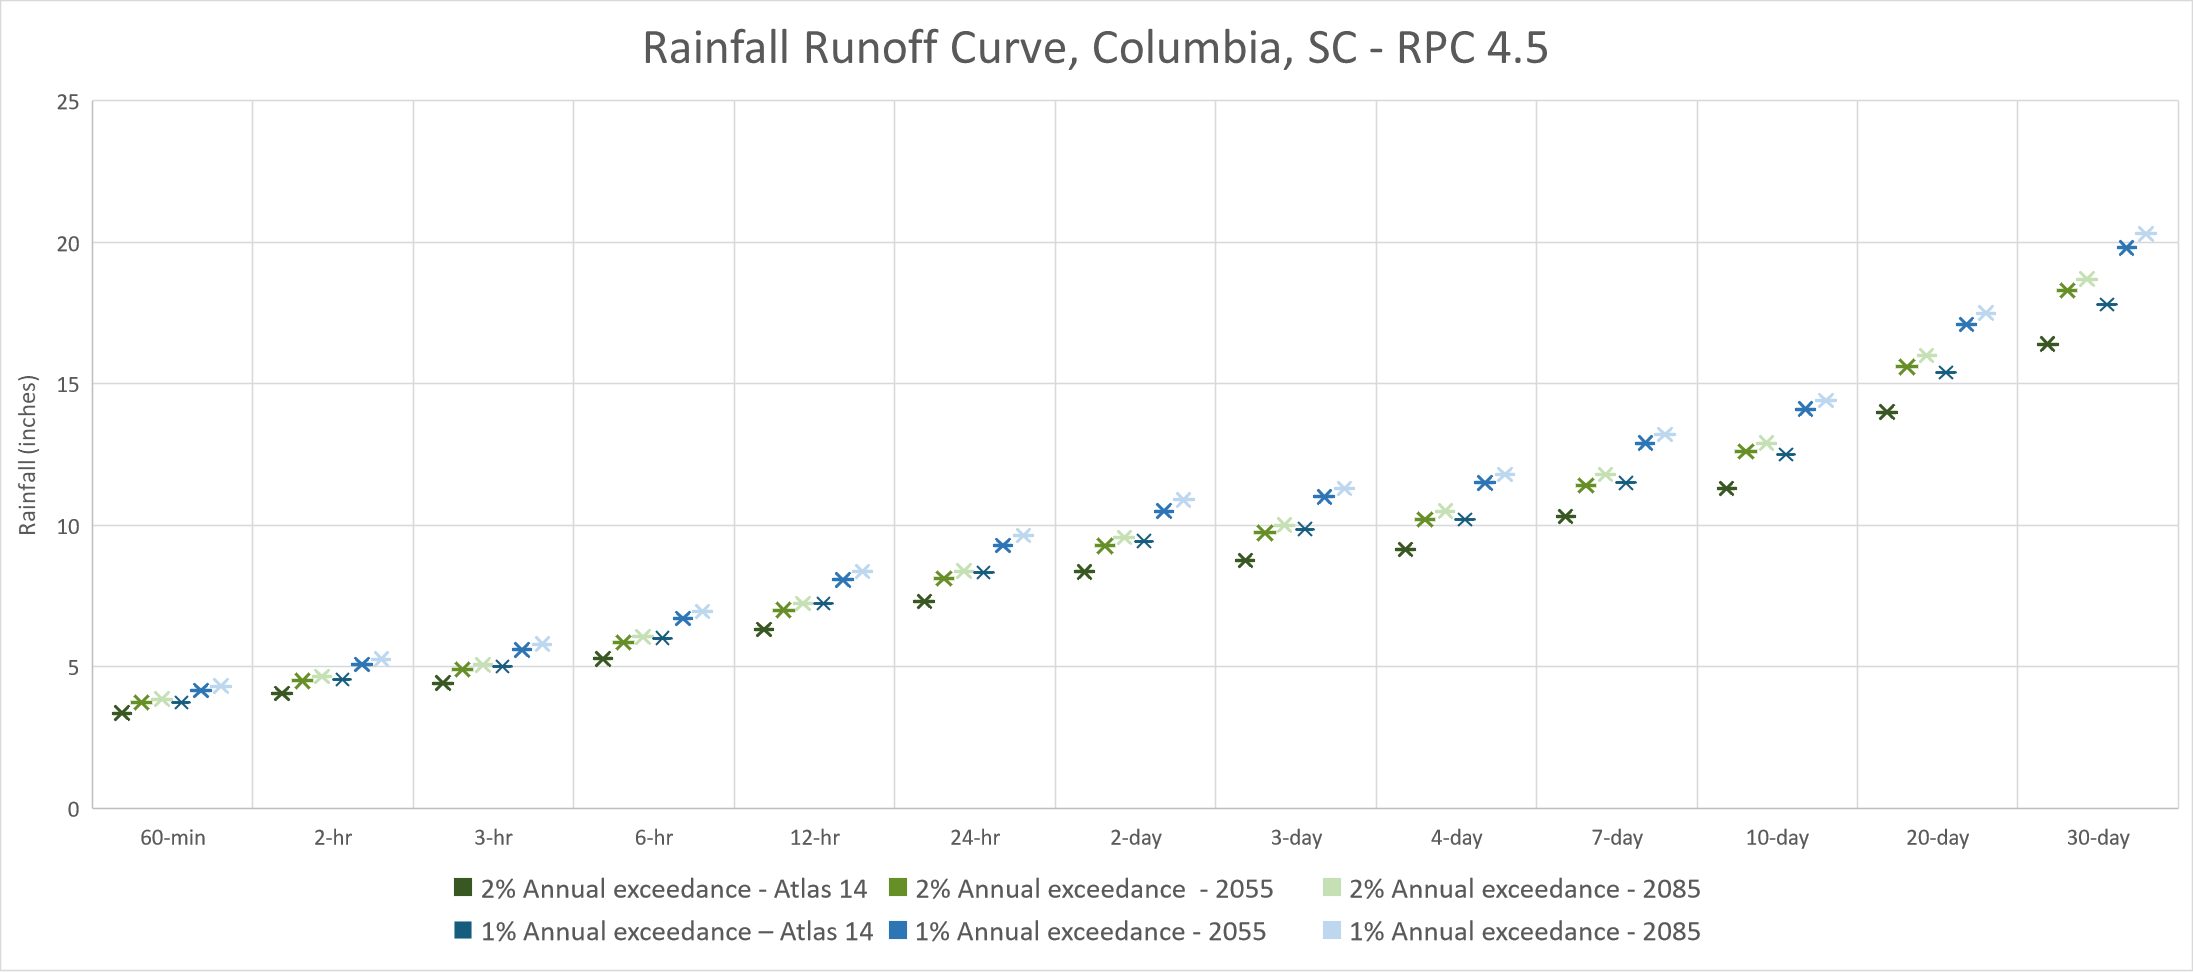 Rainfall Runoff Curve, Columbia, SC - RPC 4.5
25
20
15
10
5
0
Rainfall (inches)
60-min 2-hr 3-hr 6-hr 12-hr 24-hr 2-day 3-day 4-day 7-day 10-day 20-day 30-day
2% Annual exceedance - Atlas 14 2% Annual exceedance - 2055 2% Annual exceedance - 2085
1% Annual exceedance – Atlas 14 1% Annual exceedance - 2055 1% Annual exceedance - 2085